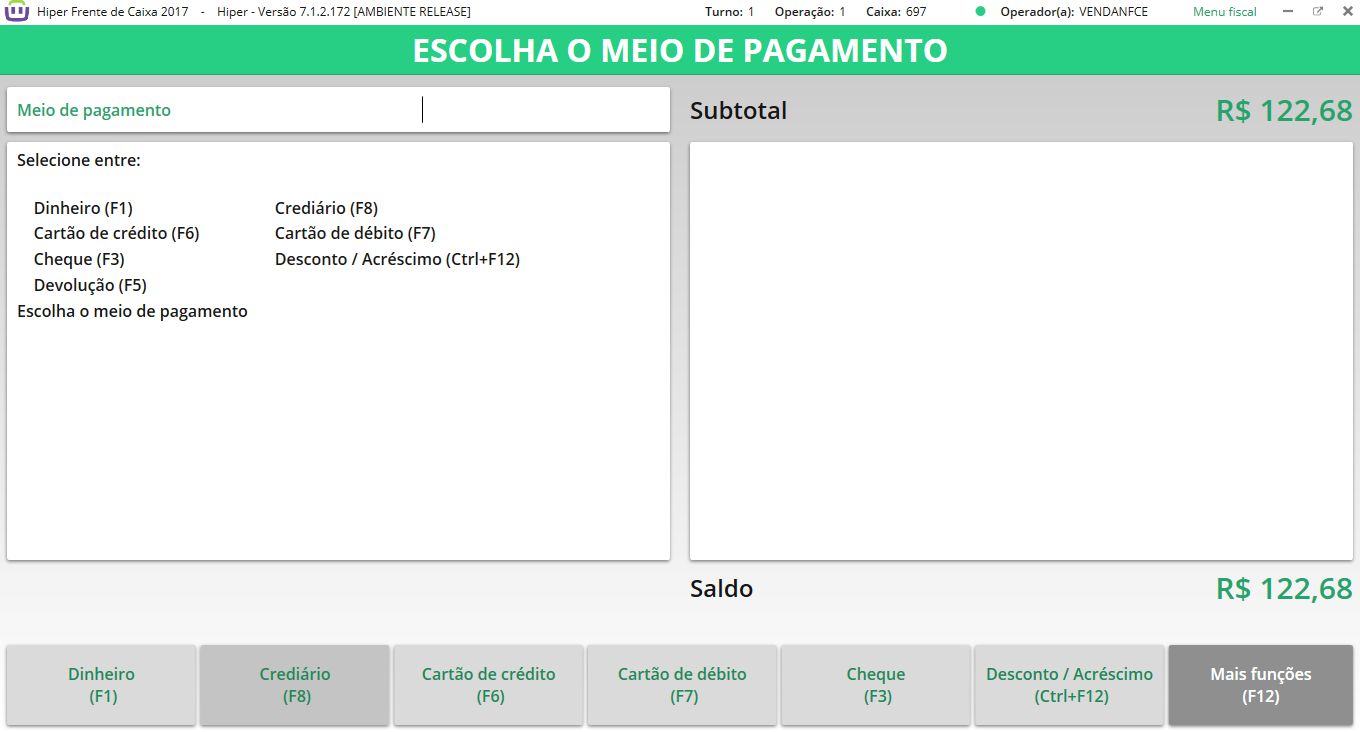 Hiper Frente de Caixa 2017 - Hiper - Versão 7.1.2.172 [AMBIENTE RELEASE] Turno: 1 Operação: 1 Caixa: 697 Operador(a): VENDANFCE Menu fiscal
ESCOLHA O MEIO DE PAGAMENTO
Meio de pagamento
Subtotal R$ 122,68
Selecione entre:
Dinheiro (F1) Crediário (F8)
Cartão de crédito (F6) Cartão de débito (F7)
Cheque (F3) Desconto / Acréscimo (Ctrl+F12)
Devolução (F5)
Escolha o meio de pagamento
Saldo R$ 122,68
Dinheiro
(F1)
Crediário
(F8)
Cartão de crédito
(F6)
Cartão de débito
(F7)
Cheque
(F3)
Desconto / Acréscimo
(Ctrl+F12)
Mais funções
(F12)